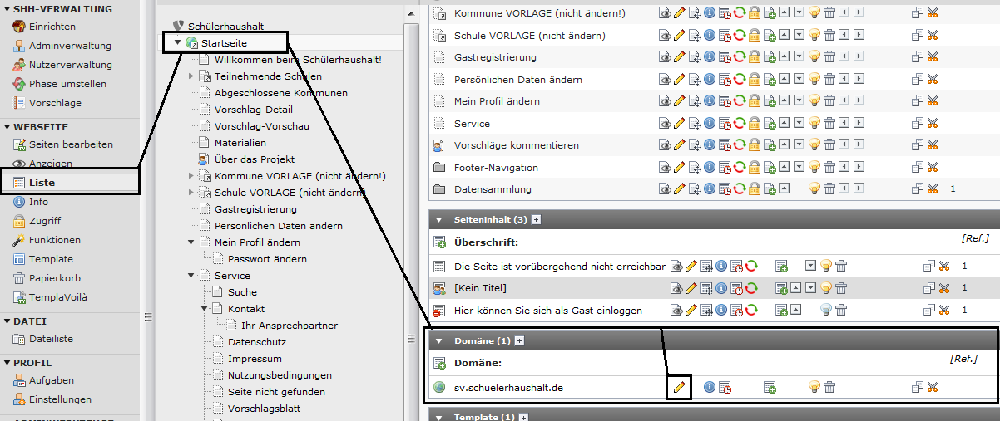 SHH-VERWALTUNG
Einrichten
Adminverwaltung
Nutzerverwaltung
Phase umstellen
Vorschläge
WEBSEITE
Seiten bearbeiten
Anzeigen
Liste
Info
Zugriff
Funktionen
Template
Papierkorb
TemplaVoilà
DATEI
Dateiliste
PROFIL
Aufgaben
Einstellungen
Schülerhaushalt
Startseite
Willkommen beim Schülerhaushalt!
Teilnehmende Schulen
Abgeschlossene Kommunen
Vorschlag-Detail
Vorschlag-Vorschau
Materialien
Über das Projekt
Kommune VORLAGE (nicht ändern!)
Schule VORLAGE (nicht ändern)
Gastregistrierung
Persönlichen Daten ändern
Mein Profil ändern
Passwort ändern
Service
Suche
Kontakt
Ihr Ansprechpartner
Datenschutz
Impressum
Nutzungsbedingungen
Seite nicht gefunden
Vorschlagsblatt
Kommune VORLAGE (nicht ändern!)
Schule VORLAGE (nicht ändern)
Gastregistrierung
Persönlichen Daten ändern
Mein Profil ändern
Service
Vorschläge kommentieren
Footer-Navigation
Datensammlung 1
Seiteninhalt (3)
Überschrift: [Ref.]
Die Seite ist vorübergehend nicht erreichbar 1
[Kein Titel] 1
Hier können Sie sich als Gast einloggen 1
Domäne (1)
Domäne: [Ref.]
sv.schuelerhaushalt.de
Template (1)